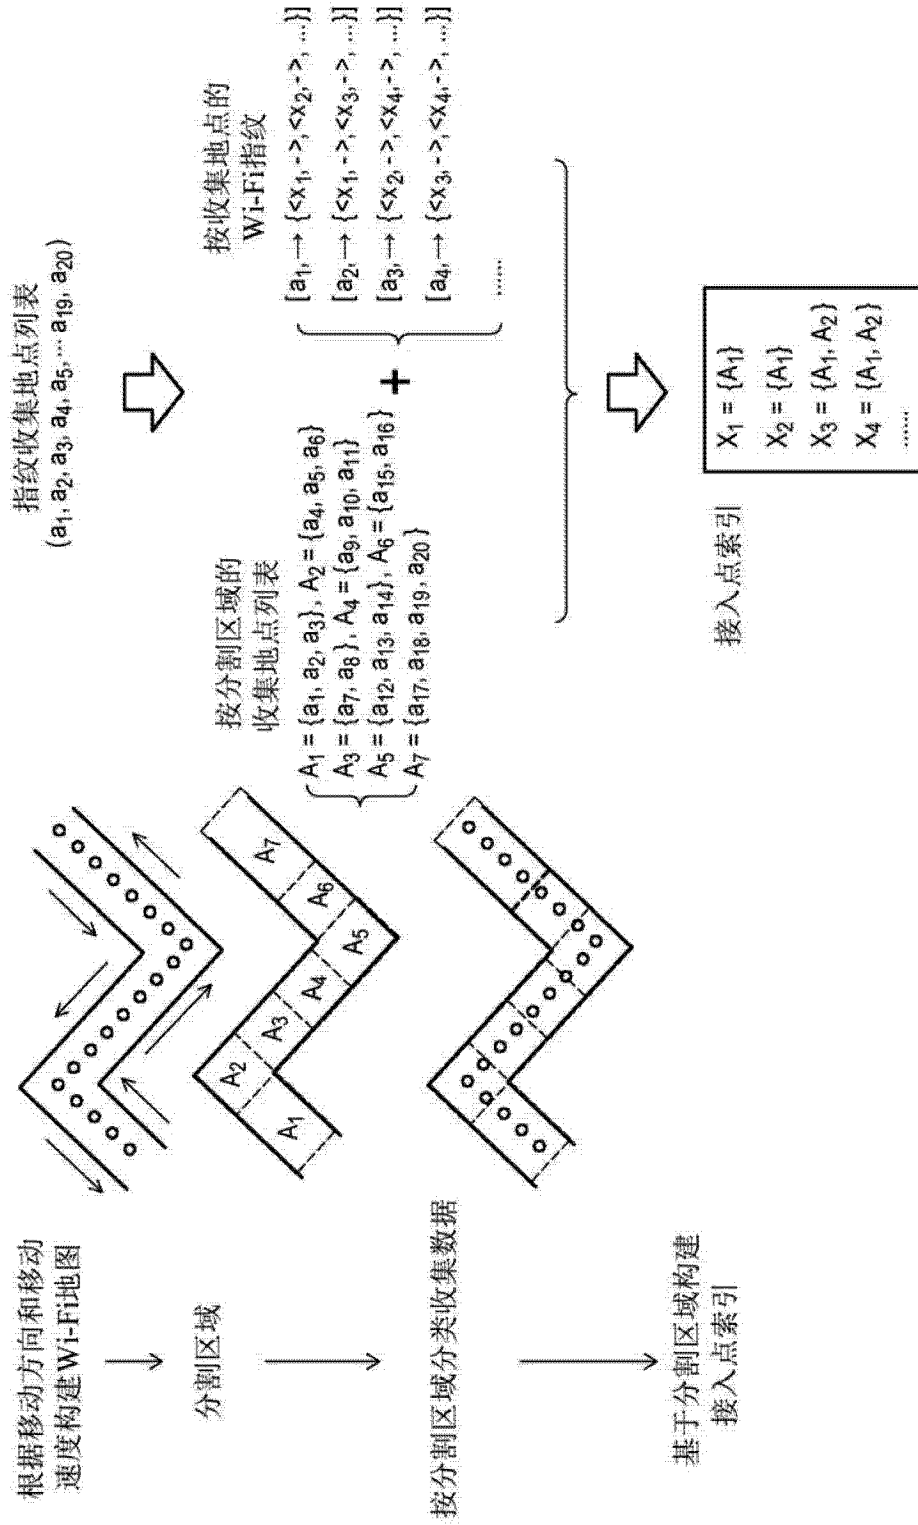 根据移动方向和移动
速度构建Wi-Fi地图
分割区域
按分割区域分类收集数据
基于分割区域构建
接入点索引
A1
A2
A3
A4
A5
A6
A7
指纹收集地点列表
(a1, a2, a3, a4, a5, ... a19, a20)
按分割区域的
收集地点列表
A1 = {a1, a2, a3}, A2 = {a4, a5, a6}
A3 = {a7, a8}, A4 = {a9, a10, a11}
A5 = {a12, a13, a14}, A6 = {a15, a16}
A7 = {a17, a18, a19, a20}
+
按收集地点的
Wi-Fi指纹
[a1, → {<x1, ->, <x2, ->, ...}]
[a2, → {<x1, ->, <x3, ->, ...}]
[a3, → {<x2, ->, <x4, ->, ...}]
[a4, → {<x3, ->, <x4, ->, ...}]
......
接入点索引
X1 = {A1}
X2 = {A1}
X3 = {A1, A2}
X4 = {A1, A2}
......